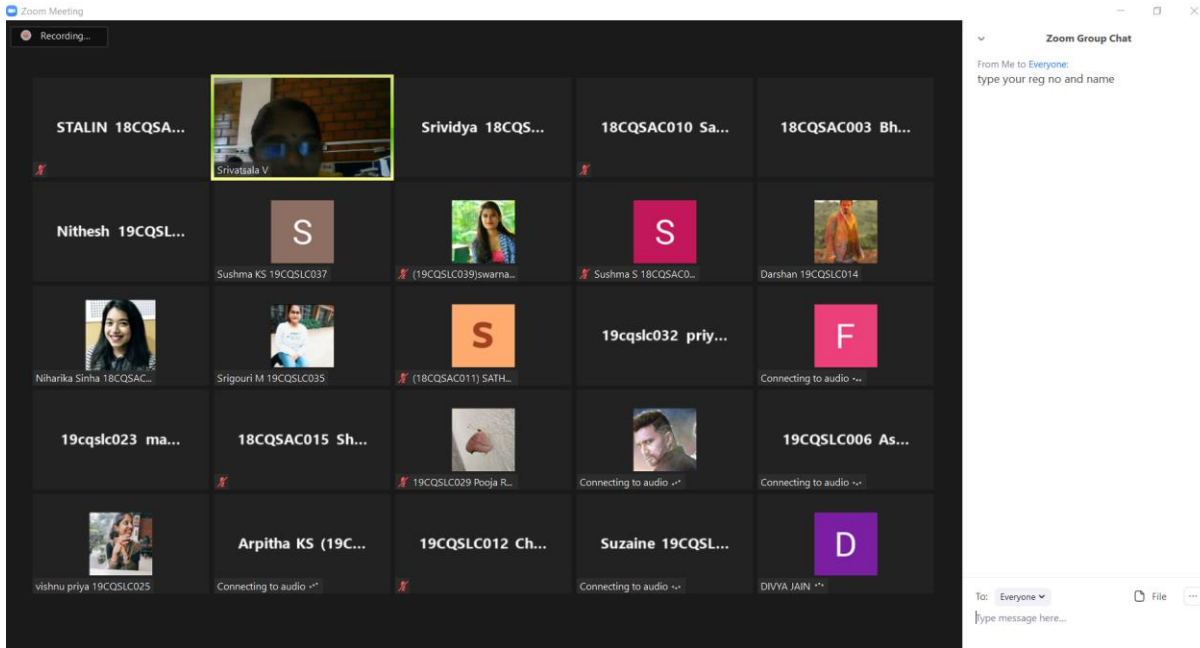 Zoom Meeting
Recording...
Zoom Group Chat
From Me to Everyone:
type your reg no and name
STALIN 18CQSA...
Srivatsala V
Srividya 18CQS...
18CQSAC010 Sa...
18CQSAC003 Bh...
Nithesh 19CQSL...
S
Sushma KS 19CQSLC037
(19CQSLC039)swarna...
S
Sushma S 18CQSAC0...
Darshan 19CQSLC014
Niharika Sinha 18CQSAC...
Srigouri M 19CQSLC035
S
(18CQSAC011) SATH...
19cqslc032 priy...
F
Connecting to audio
19cqslc023 ma...
18CQSAC015 Sh...
19CQSLC029 Pooja R...
Connecting to audio
19CQSLC006 As...
Connecting to audio
vishnu priya 19CQSLC025
Arpitha KS (19C...
Connecting to audio
19CQSLC012 Ch...
Suzaine 19CQSL...
Connecting to audio
D
DIVYA JAIN
To: Everyone File ...
Type message here...